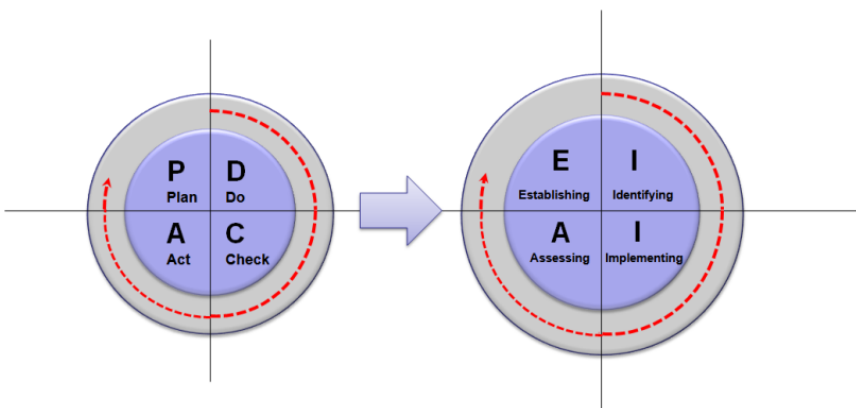 P D
Plan Do
A C
Act Check
E I
Establishing Identifying
A I
Assessing Implementing